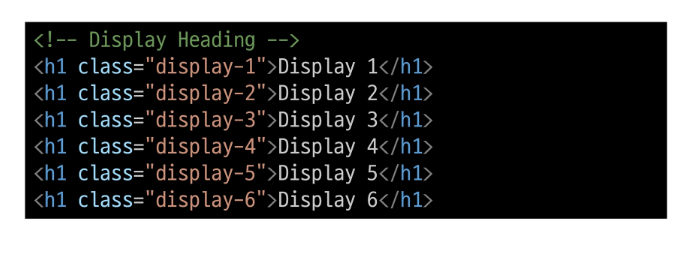 <!-- Display Heading -->
<h1 class="display-1">Display 1</h1>
<h1 class="display-2">Display 2</h1>
<h1 class="display-3">Display 3</h1>
<h1 class="display-4">Display 4</h1>
<h1 class="display-5">Display 5</h1>
<h1 class="display-6">Display 6</h1>